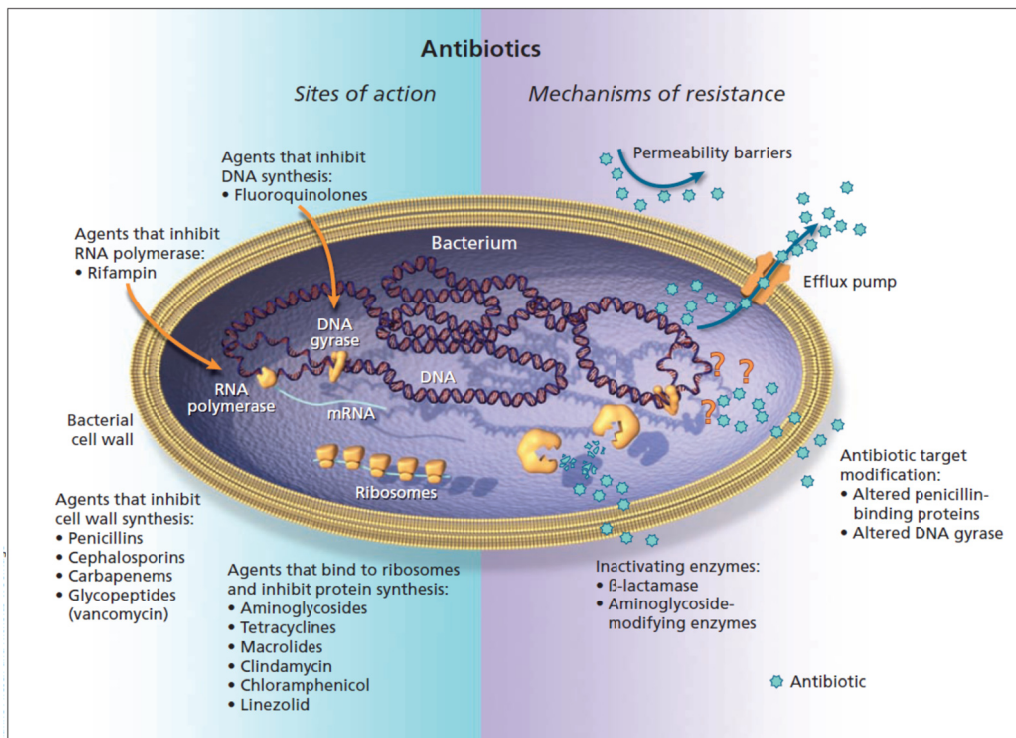 Antibiotics
Sites of action
Mechanisms of resistance
Agents that inhibit
DNA synthesis:
• Fluoroquinolones
Agents that inhibit
RNA polymerase:
• Rifampin
Permeability barriers
Efflux pump
Bacterium
DNA
gyrase
DNA
RNA
polymerase
mRNA
Ribosomes
? ?
?
Bacterial
cell wall
Agents that inhibit
cell wall synthesis:
• Penicillins
• Cephalosporins
• Carbapenems
• Glycopeptides
(vancomycin)
Agents that bind to ribosomes
and inhibit protein synthesis:
• Aminoglycosides
• Tetracyclines
• Macrolides
• Clindamycin
• Chloramphenicol
• Linezolid
Inactivating enzymes:
• ß-lactamase
• Aminoglycoside-
modifying enzymes
Antibiotic target
modification:
• Altered penicillin-
binding proteins
• Altered DNA gyrase
Antibiotic